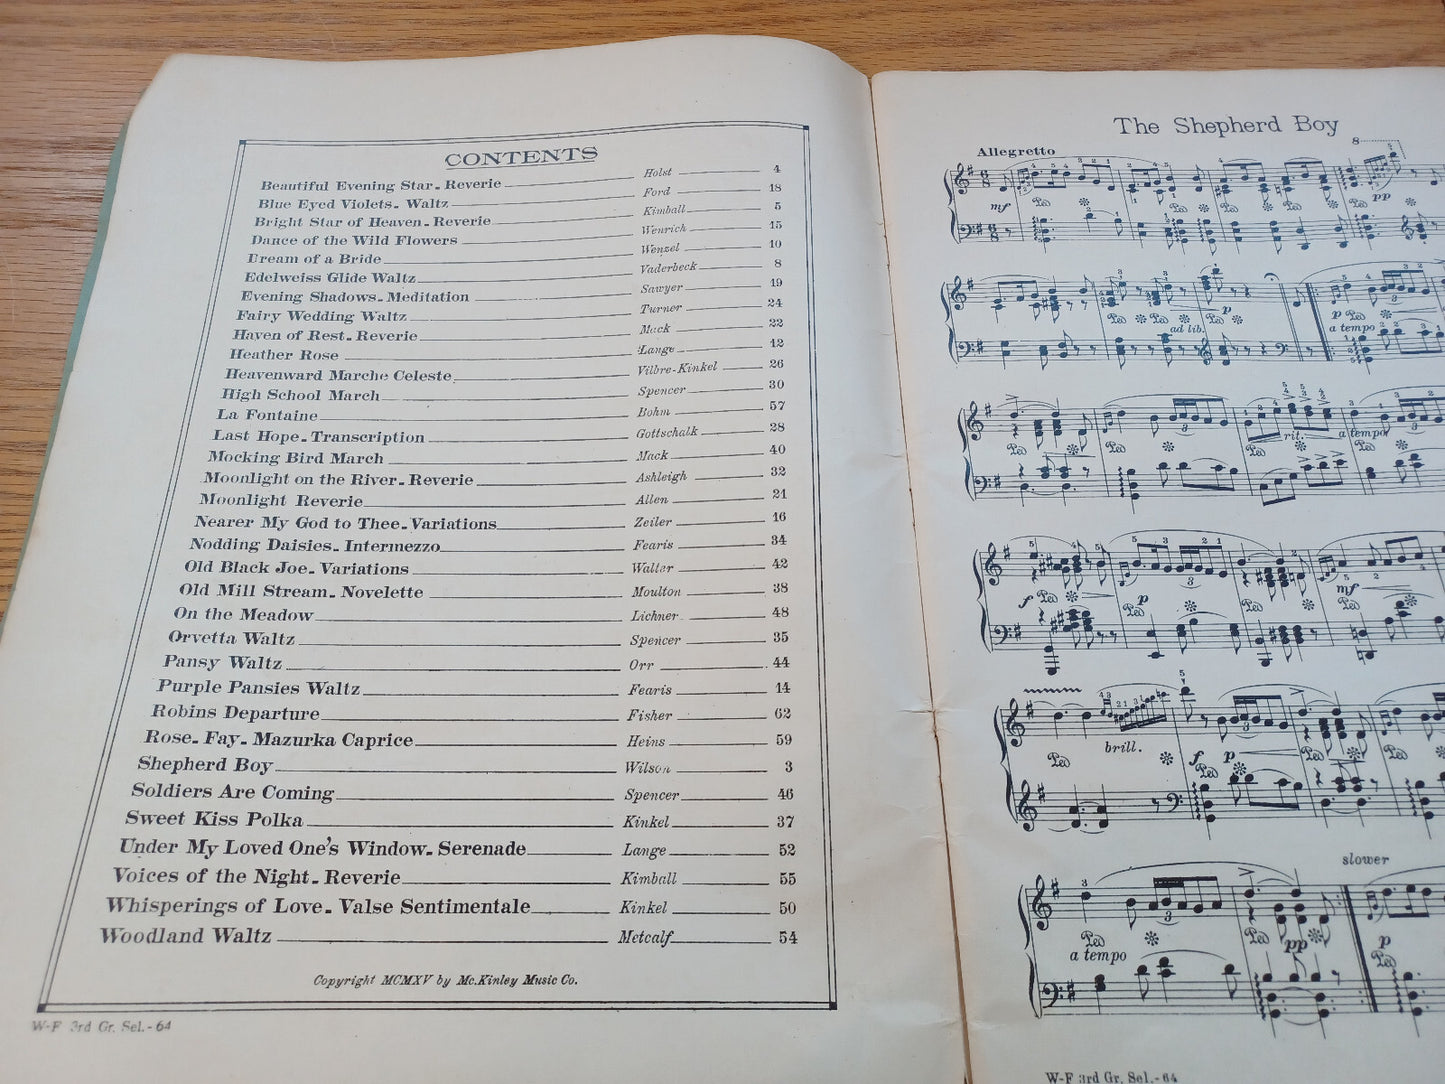 CONTENTS
Beautiful Evening Star - Reverie Holst 4
Blue Eyed Violets - Waltz Ford 18
Bright Star of Heaven - Reverie Kimball 5
Dance of the Wild Flowers Wenrich 15
Dream of a Bride Wenzel 10
Edelweiss Glide Waltz Vaderbeck 8
Evening Shadows - Meditation Sawyer 19
Fairy Wedding Waltz Turner 24
Haven of Rest - Reverie Mack 22
Heather Rose Lange 12
Heavenward Marche Celeste Vilbre-Kinkel 26
High School March Spencer 30
La Fontaine Bohm 57
Last Hope - Transcription Gottschalk 28
Mocking Bird March Mack 40
Moonlight on the River - Reverie Ashleigh 32
Moonlight Reverie Allen 21
Nearer My God to Thee - Variations Zeiler 16
Nodding Daisies - Intermezzo Fearis 34
Old Black Joe - Variations Walter 42
Old Mill Stream - Novelette Moulton 38
On the Meadow Lichner 48
Orvetta Waltz Spencer 35
Pansy Waltz Orr 44
Purple Pansies Waltz Fearis 14
Robins Departure Fisher 62
Rose - Fay - Mazurka Caprice Heins 59
Shepherd Boy Wilson 3
Soldiers Are Coming Spencer 46
Sweet Kiss Polka Kinkel 37
Under My Loved One's Window - Serenade Lange 52
Voices of the Night - Reverie Kimball 55
Whisperings of Love - Valse Sentimentale Kinkel 50
Woodland Waltz Metcalf 54
Copyright MCMXV by Mc.Kinley Music Co.
W-F 3rd Gr. Sel. - 64
The Shepherd Boy
Allegretto
8
mf
pp
p
ad lib.
p
a tempo
rit.
a tempo
f
p
mf
brill.
f
p
slower
a tempo
pp
p
W-F 3rd Gr. Sel. - 64